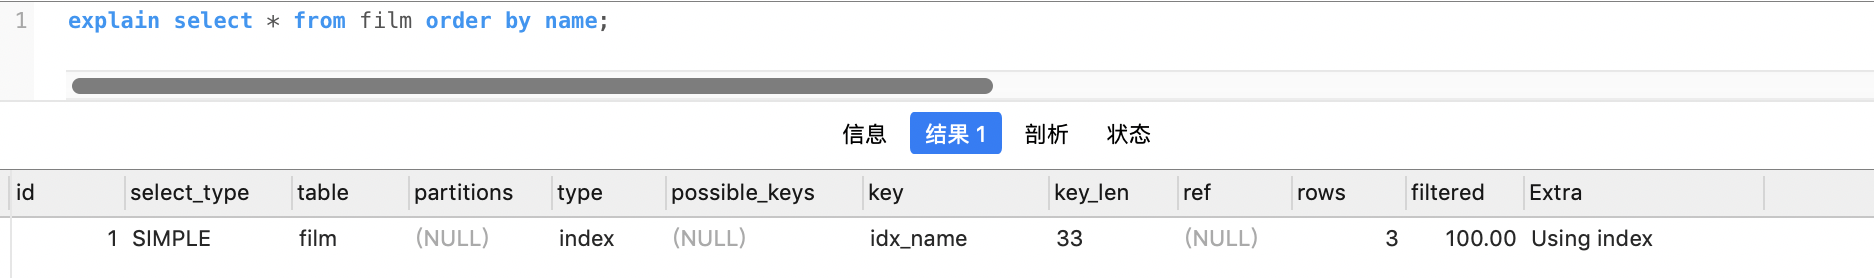 1 explain select * from film order by name;
信息 结果 1 剖析 状态
id select_type table partitions type possible_keys key key_len ref rows filtered Extra
1 SIMPLE film (NULL) index (NULL) idx_name 33 (NULL) 3 100.00 Using index